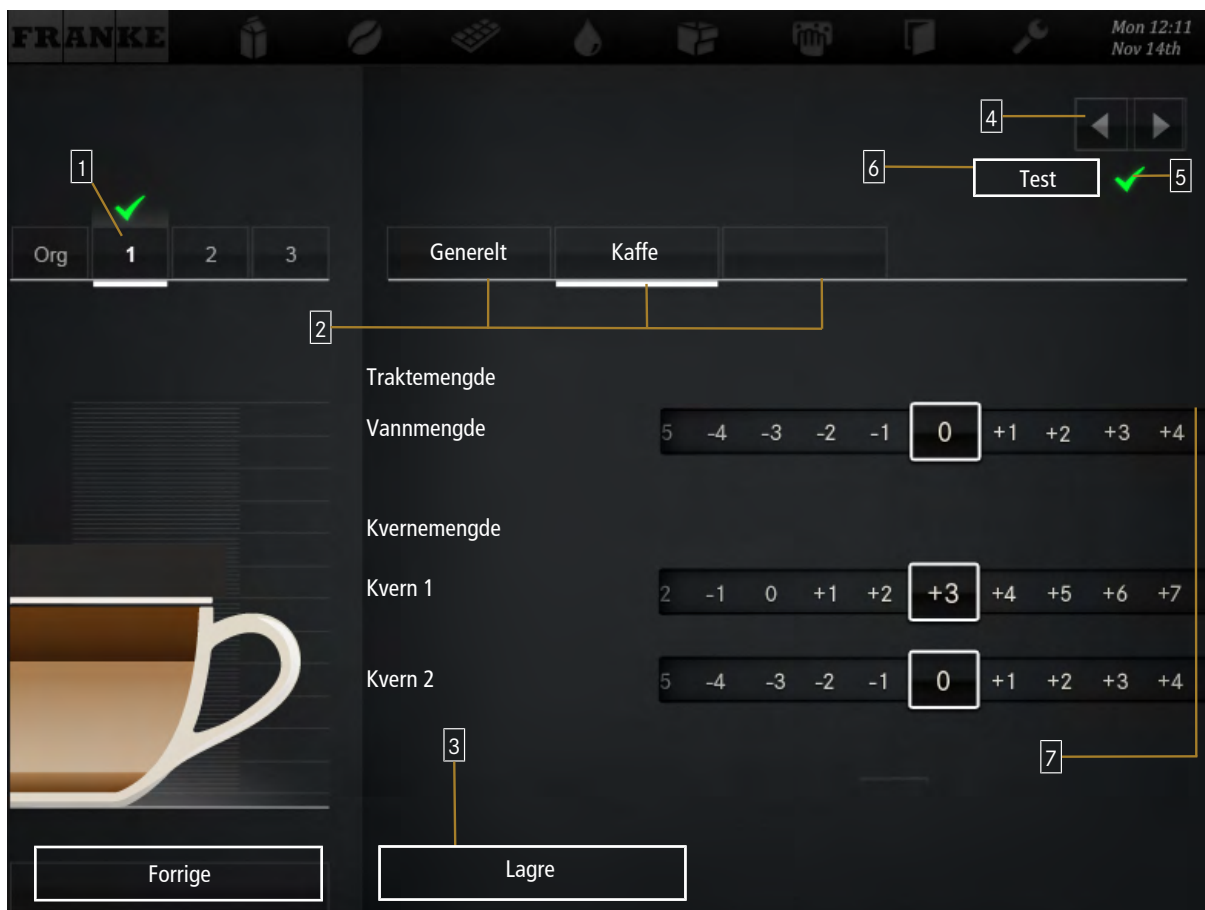 FRANKE
Mon 12:11
Nov 14th
4
1
6
Test
5
Org 1 2 3
Generelt Kaffe
2
Traktemengde
Vannmengde
5 -4 -3 -2 -1 0 +1 +2 +3 +4
Kvernemengde
Kvern 1
2 -1 0 +1 +2 +3 +4 +5 +6 +7
Kvern 2
5 -4 -3 -2 -1 0 +1 +2 +3 +4
3
7
Forrige
Lagre